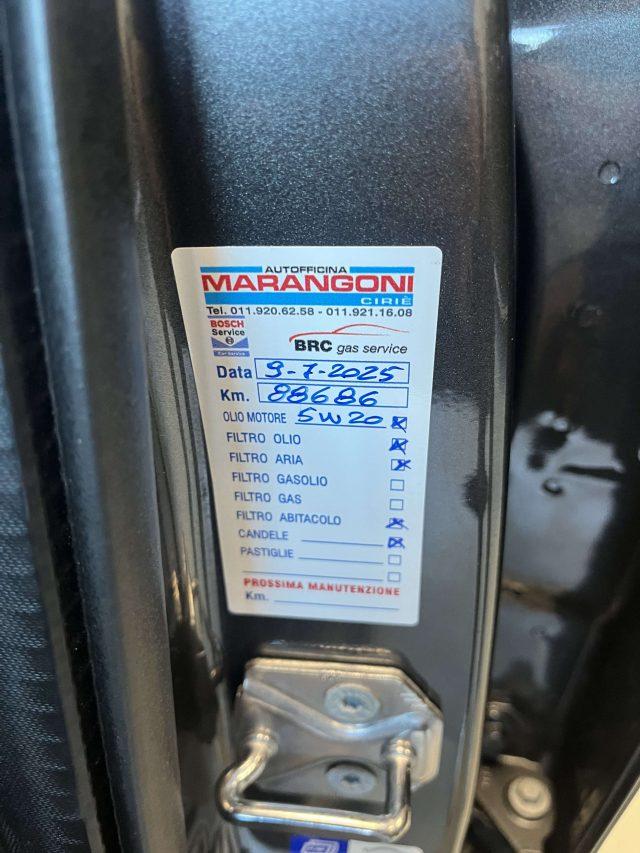 AUTOFFICINA
MARANGONI
CIRIÈ
Tel. 011.920.62.58 - 011.921.16.08
BOSCH
Service
Car Service
BRC gas service
Data 9-7-2025
Km. 88686
OLIO MOTORE 5W20
FILTRO OLIO
FILTRO ARIA
FILTRO GASOLIO
FILTRO GAS
FILTRO ABITACOLO
CANDELE
PASTIGLIE
PROSSIMA MANUTENZIONE
Km.